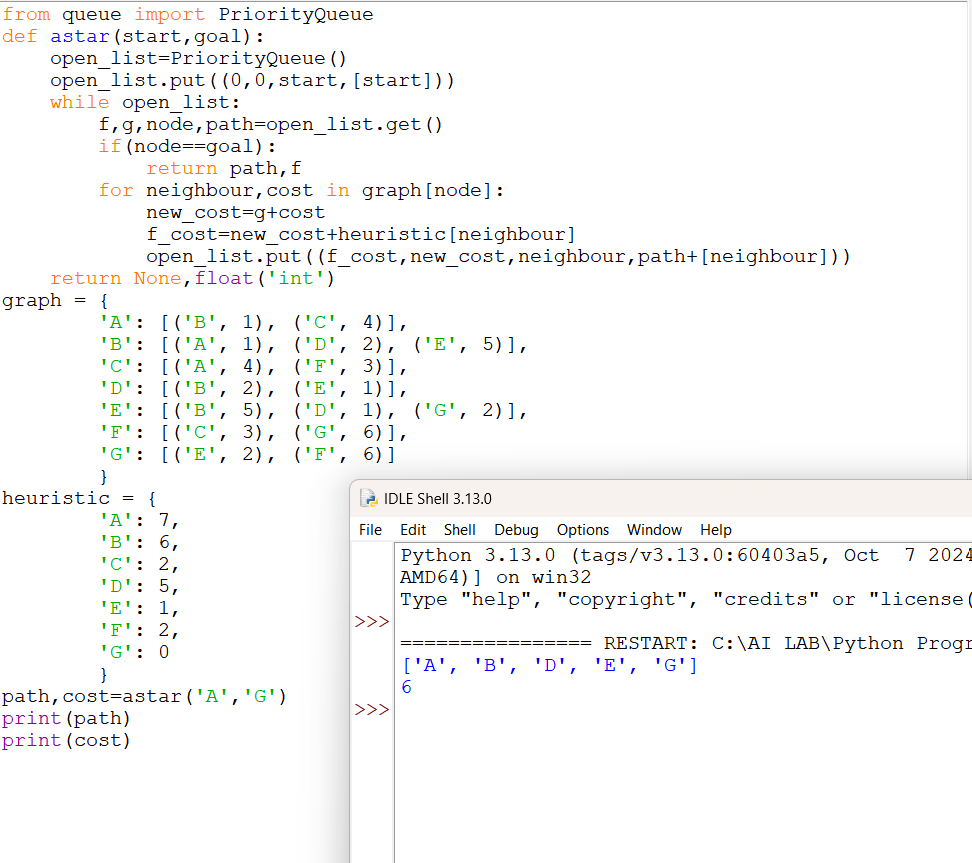 from queue import PriorityQueue
def astar(start,goal):
    open_list=PriorityQueue()
    open_list.put((0,0,start,[start]))
    while open_list:
        f,g,node,path=open_list.get()
        if(node==goal):
            return path,f
        for neighbour,cost in graph[node]:
            new_cost=g+cost
            f_cost=new_cost+heuristic[neighbour]
            open_list.put((f_cost,new_cost,neighbour,path+[neighbour]))
    return None,float('int')
graph = {
        'A': [('B', 1), ('C', 4)],
        'B': [('A', 1), ('D', 2), ('E', 5)],
        'C': [('A', 4), ('F', 3)],
        'D': [('B', 2), ('E', 1)],
        'E': [('B', 5), ('D', 1), ('G', 2)],
        'F': [('C', 3), ('G', 6)],
        'G': [('E', 2), ('F', 6)]
        }
heuristic = {
        'A': 7,
        'B': 6,
        'C': 2,
        'D': 5,
        'E': 1,
        'F': 2,
        'G': 0
        }
path,cost=astar('A','G')
print(path)
print(cost)
IDLE Shell 3.13.0
File Edit Shell Debug Options Window Help
Python 3.13.0 (tags/v3.13.0:60403a5, Oct  7 2024
AMD64)] on win32
Type "help", "copyright", "credits" or "license(
>>>
================ RESTART: C:\AI LAB\Python Progr
['A', 'B', 'D', 'E', 'G']
6
>>>